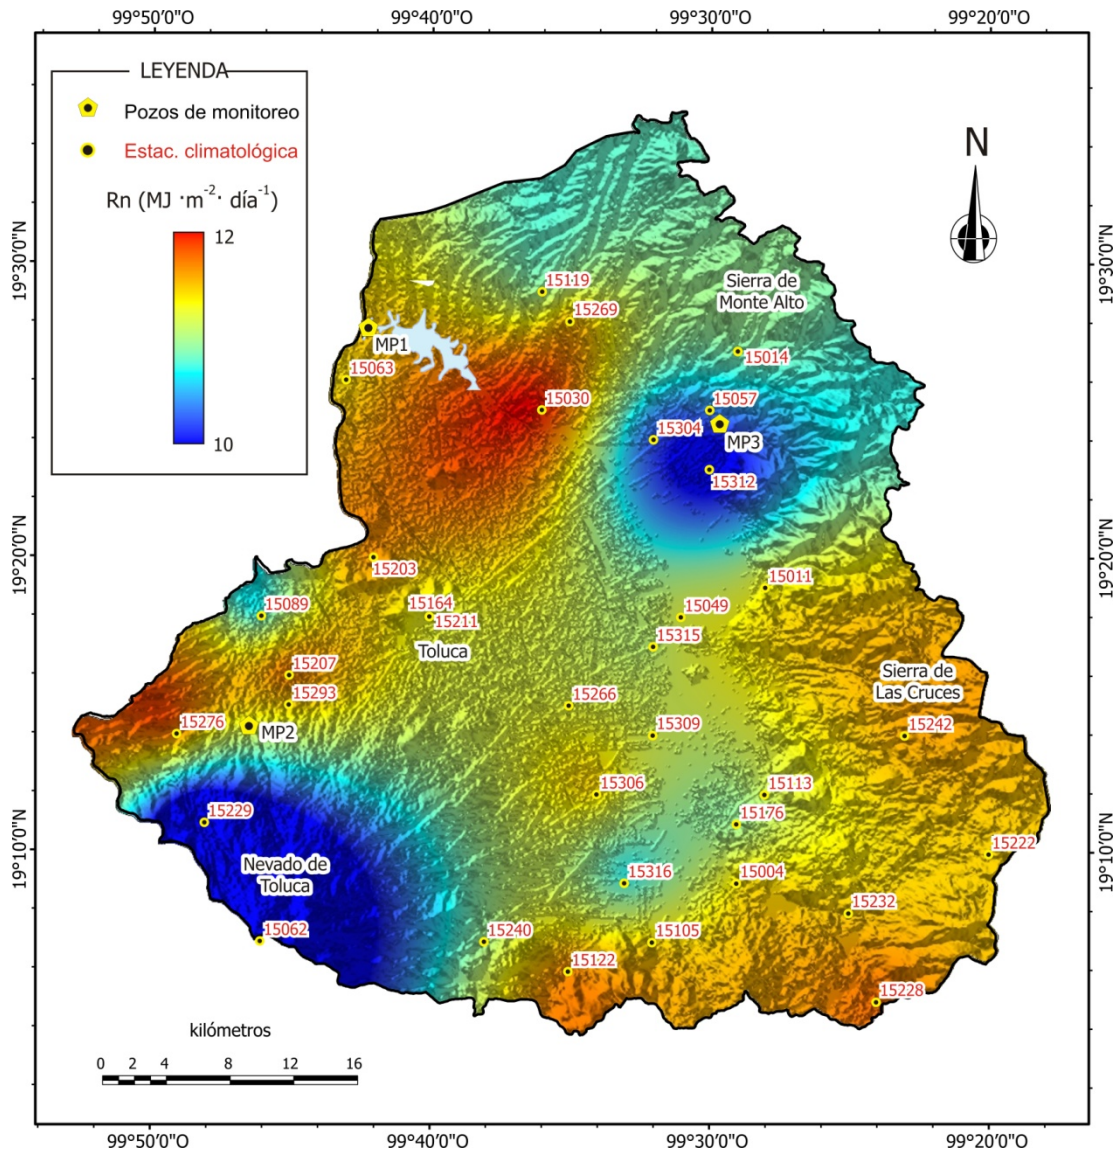 99°50'0"O 99°40'0"O 99°30'0"O 99°20'0"O
LEYENDA
Pozos de monitoreo
Estac. climatológica
Rn (MJ ·m⁻²· día⁻¹)
12
10
N
19°30'0"N
19°30'0"N
15119
15269
Sierra de
Monte Alto
MP1
15063
15014
15030
15057
15304
MP3
15312
19°20'0"N
19°20'0"N
15203
15011
15089
15164
15211
15049
Toluca
15315
15207
Sierra de
Las Cruces
15293
15266
15276
MP2
15309
15242
15306
15113
15229
15176
19°10'0"N
19°10'0"N
15222
Nevado de
Toluca
15316
15004
15232
15062
15240
15105
15122
15228
kilómetros
0 2 4 8 12 16
99°50'0"O 99°40'0"O 99°30'0"O 99°20'0"O